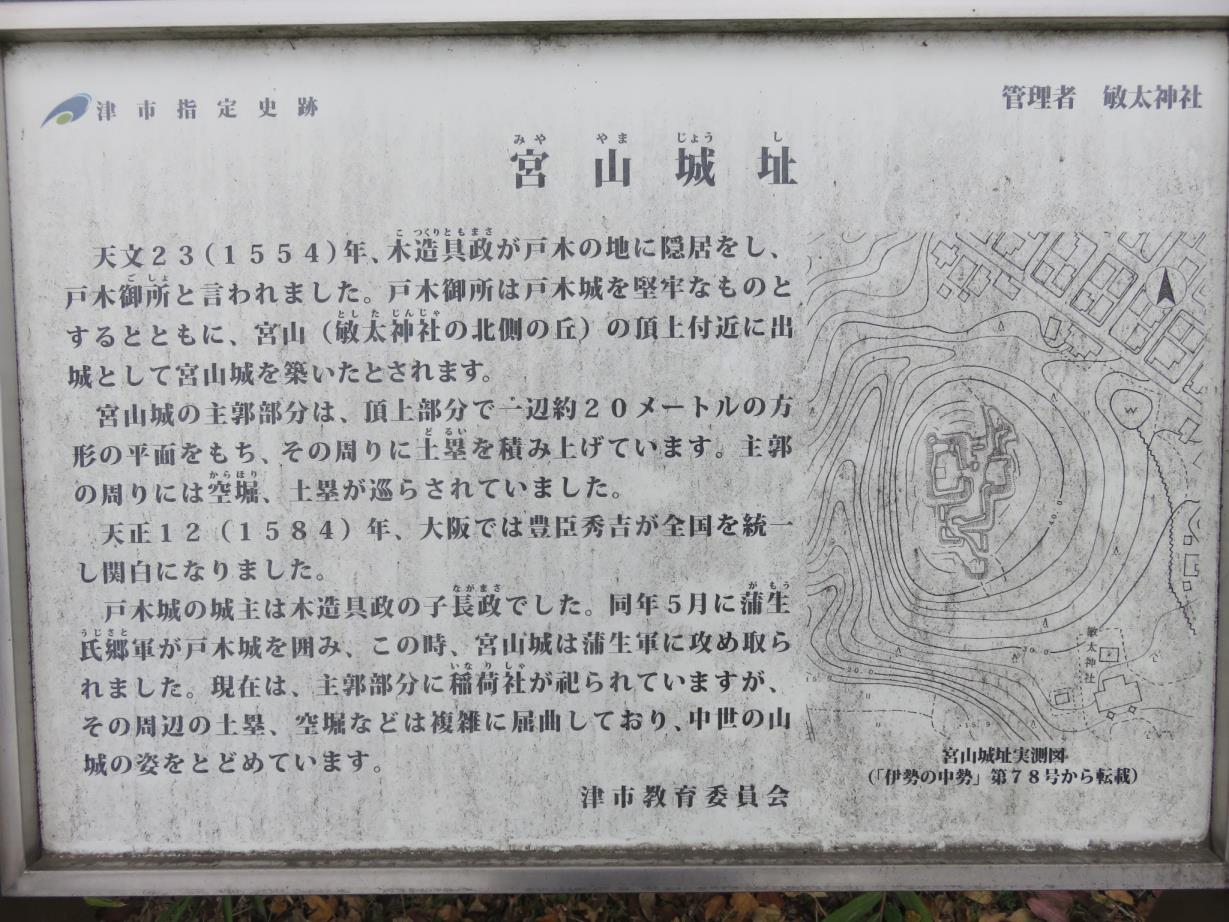 津市指定史跡
管理者　敏太神社
みや やま じょう し
宮山城址
こ つくりともまさ
天文２３（１５５４）年、木造具政が戸木の地に隠居をし、
ご しょ
戸木御所と言われました。戸木御所は戸木城を堅牢なものと
とした じんじゃ
するとともに、宮山（敏太神社の北側の丘）の頂上付近に出
城として宮山城を築いたとされます。
宮山城の主郭部分は、頂上部分で一辺約２０メートルの方
ど るい
形の平面をもち、その周りに土塁を積み上げています。主郭
からほり
の周りには空堀、土塁が巡らされていました。
天正１２（１５８４）年、大阪では豊臣秀吉が全国を統一
し関白になりました。
ながまさ がもう
戸木城の城主は木造具政の子長政でした。同年５月に蒲生
うじさと
氏郷軍が戸木城を囲み、この時、宮山城は蒲生軍に攻め取ら
いなりしゃ
れました。現在は、主郭部分に稲荷社が祀られていますが、
その周辺の土塁、空堀などは複雑に屈曲しており、中世の山
城の姿をとどめています。
津市教育委員会
敏太神社
宮山城址実測図
（「伊勢の中勢」第７８号から転載）